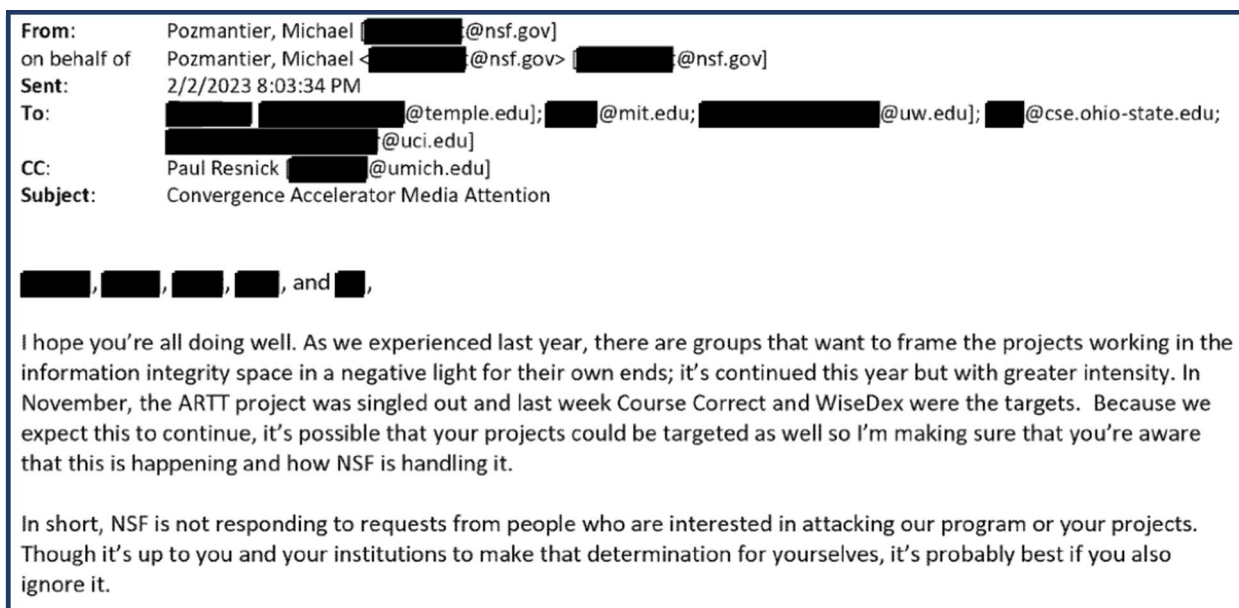 From: Pozmantier, Michael [ @nsf.gov]
on behalf of Pozmantier, Michael < @nsf.gov> [ @nsf.gov]
Sent: 2/2/2023 8:03:34 PM
To: @temple.edu]; @mit.edu; @uw.edu]; @cse.ohio-state.edu;
@uci.edu]
CC: Paul Resnick [ @umich.edu]
Subject: Convergence Accelerator Media Attention
, , , , and ,
I hope you’re all doing well. As we experienced last year, there are groups that want to frame the projects working in the
information integrity space in a negative light for their own ends; it’s continued this year but with greater intensity. In
November, the ARTT project was singled out and last week Course Correct and WiseDex were the targets.  Because we
expect this to continue, it’s possible that your projects could be targeted as well so I’m making sure that you’re aware
that this is happening and how NSF is handling it.
In short, NSF is not responding to requests from people who are interested in attacking our program or your projects.
Though it’s up to you and your institutions to make that determination for yourselves, it’s probably best if you also
ignore it.